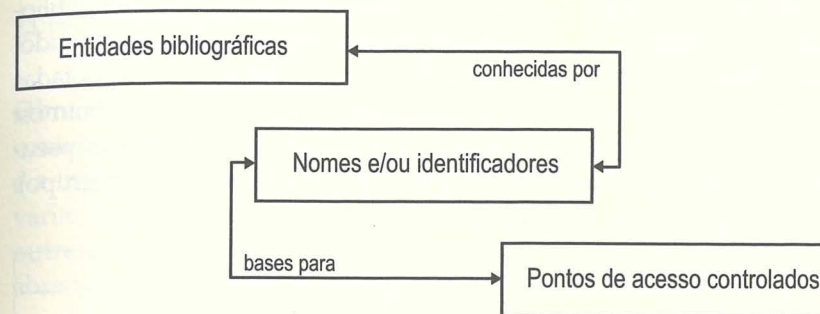 Entidades bibliográficas
conhecidas por
Nomes e/ou identificadores
bases para
Pontos de acesso controlados